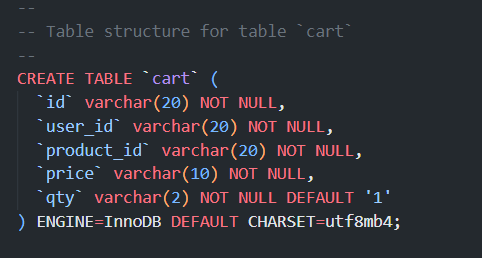 --
-- Table structure for table `cart`
--
CREATE TABLE `cart` (
  `id` varchar(20) NOT NULL,
  `user_id` varchar(20) NOT NULL,
  `product_id` varchar(20) NOT NULL,
  `price` varchar(10) NOT NULL,
  `qty` varchar(2) NOT NULL DEFAULT '1'
) ENGINE=InnoDB DEFAULT CHARSET=utf8mb4;